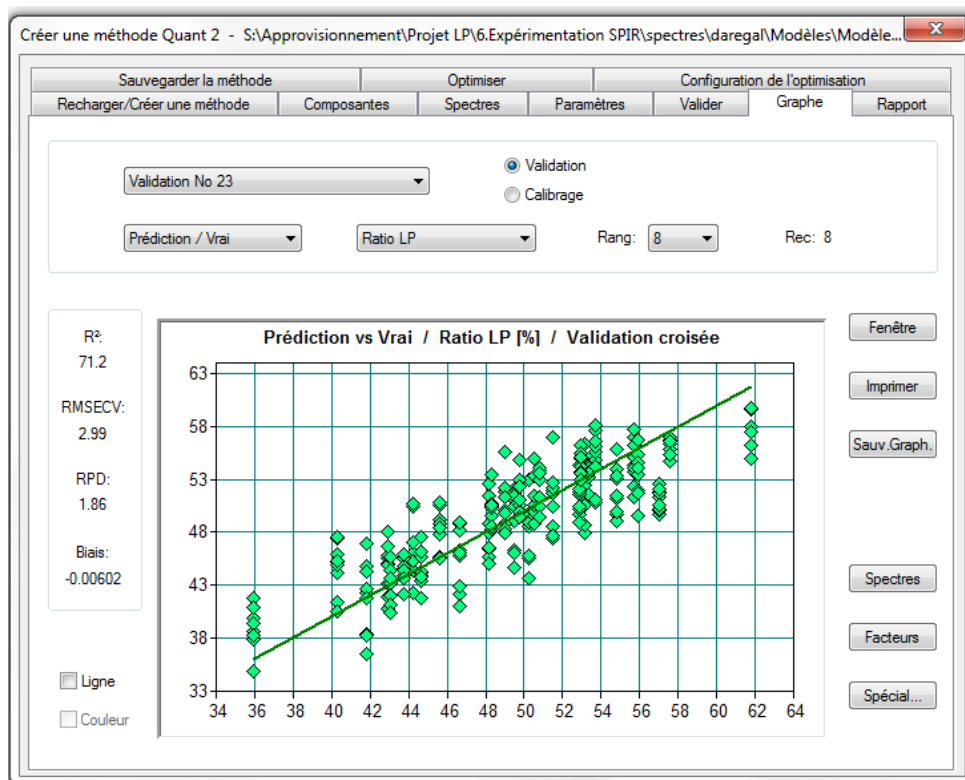 Créer une méthode Quant 2 - S:\Approvisionnement\Projet LP\6.Expérimentation SPIR\spectres\daregal\Modèles\Modèle...
Sauvegarder la méthode Optimiser Configuration de l'optimisation
Recharger/Créer une méthode Composantes Spectres Paramètres Valider Graphe Rapport
Validation No 23
Validation
Calibrage
Prédiction / Vrai Ratio LP Rang: 8 Rec: 8
R²:
71.2
RMSECV:
2.99
RPD:
1.86
Biais:
-0.00602
Ligne
Couleur
Prédiction vs Vrai / Ratio LP [%] / Validation croisée
63
58
53
48
43
38
33
34 36 38 40 42 44 46 48 50 52 54 56 58 60 62 64
Fenêtre
Imprimer
Sauv.Graph.
Spectres
Facteurs
Spécial...